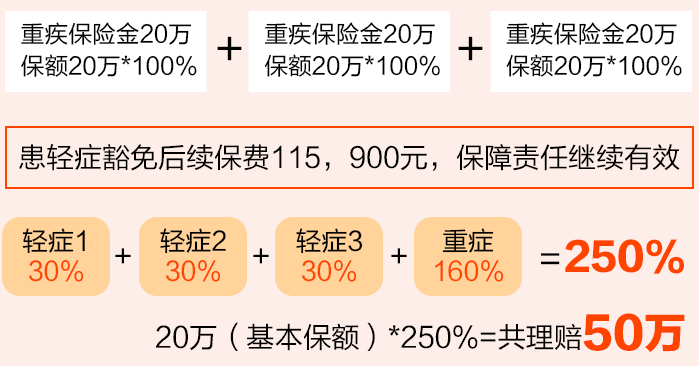 重疾保险金20万 + 重疾保险金20万 + 重疾保险金20万
保额20万*100% 保额20万*100% 保额20万*100%
患轻症豁免后续保费115，900元，保障责任继续有效
轻症1 + 轻症2 + 轻症3 + 重症 =250%
30% 30% 30% 160%
20万（基本保额）*250%=共理赔50万